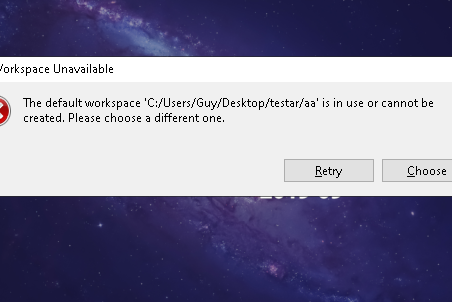 Workspace Unavailable
The default workspace 'C:/Users/Guy/Desktop/testar/aa' is in use or cannot be
created. Please choose a different one.
Retry
Choose